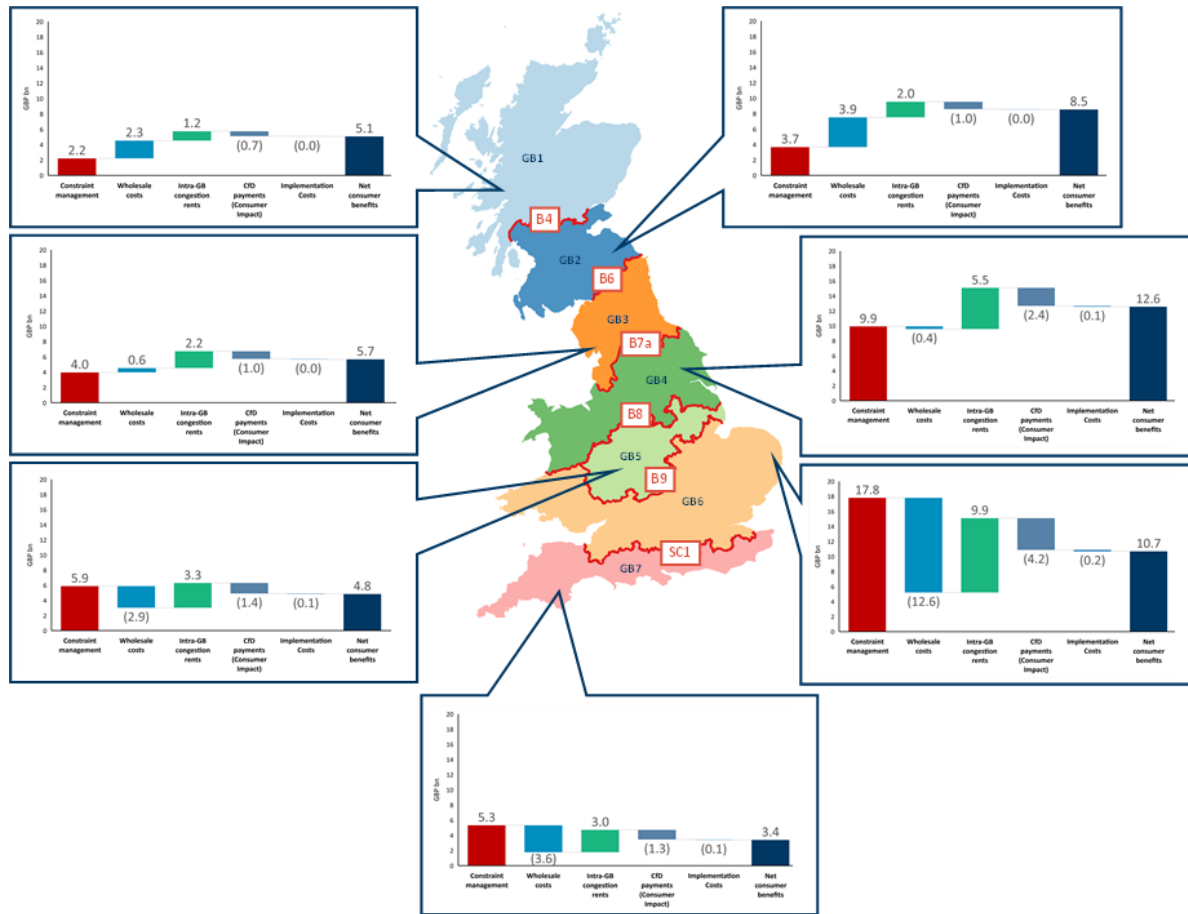 20
18
16
14
12
10
8
6
4
2
0
GBP bn
2.2
2.3
1.2
(0.7)
(0.0)
5.1
Constraint management
Wholesale costs
Intra-GB congestion rents
CfD payments (Consumer Impact)
Implementation Costs
Net consumer benefits
20
18
16
14
12
10
8
6
4
2
0
GBP bn
3.7
3.9
2.0
(1.0)
(0.0)
8.5
Constraint management
Wholesale costs
Intra-GB congestion rents
CfD payments (Consumer Impact)
Implementation Costs
Net consumer benefits
GB1
B4
GB2
B6
GB3
B7a
GB4
B8
GB5
B9
GB6
SC1
GB7
20
18
16
14
12
10
8
6
4
2
0
GBP bn
4.0
0.6
2.2
(1.0)
(0.0)
5.7
Constraint management
Wholesale costs
Intra-GB congestion rents
CfD payments (Consumer Impact)
Implementation Costs
Net consumer benefits
20
18
16
14
12
10
8
6
4
2
0
GBP bn
9.9
(0.4)
5.5
(2.4)
(0.1)
12.6
Constraint management
Wholesale costs
Intra-GB congestion rents
CfD payments (Consumer Impact)
Implementation Costs
Net consumer benefits
20
18
16
14
12
10
8
6
4
2
0
GBP bn
5.9
(2.9)
3.3
(1.4)
(0.1)
4.8
Constraint management
Wholesale costs
Intra-GB congestion rents
CfD payments (Consumer Impact)
Implementation Costs
Net consumer benefits
20
18
16
14
12
10
8
6
4
2
0
GBP bn
17.8
(12.6)
9.9
(4.2)
(0.2)
10.7
Constraint management
Wholesale costs
Intra-GB congestion rents
CfD payments (Consumer Impact)
Implementation Costs
Net consumer benefits
20
18
16
14
12
10
8
6
4
2
0
GBP bn
5.3
(3.6)
3.0
(1.3)
(0.1)
3.4
Constraint management
Wholesale costs
Intra-GB congestion rents
CfD payments (Consumer Impact)
Implementation Costs
Net consumer benefits